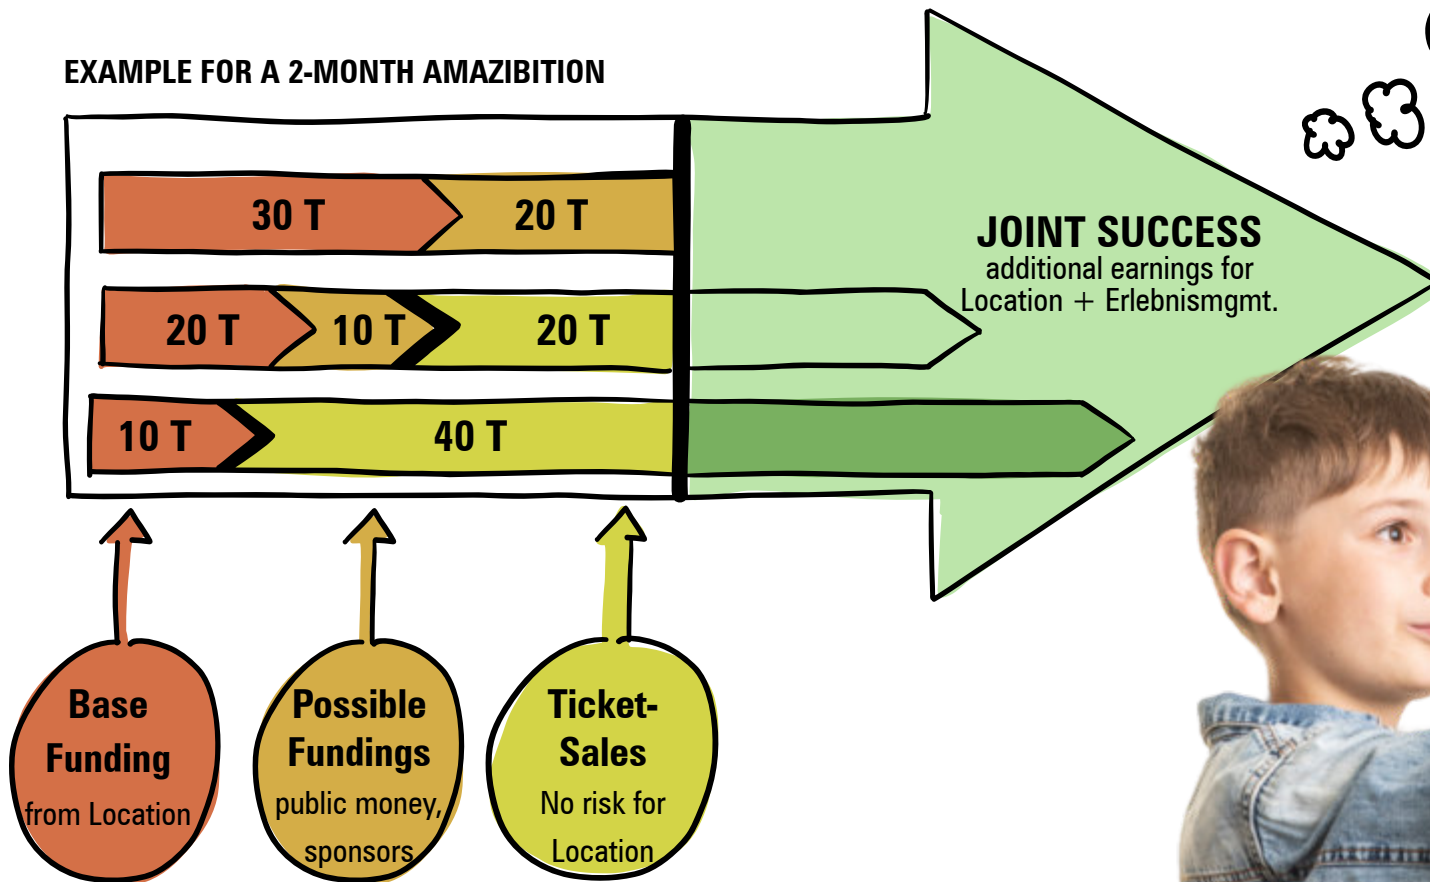 EXAMPLE FOR A 2-MONTH AMAZIBITION
30 T
20 T
20 T
10 T
20 T
10 T
40 T
JOINT SUCCESS
additional earnings for
Location + Erlebnismgmt.
Base
Funding
from Location
Possible
Fundings
public money,
sponsors
Ticket-
Sales
No risk for
Location